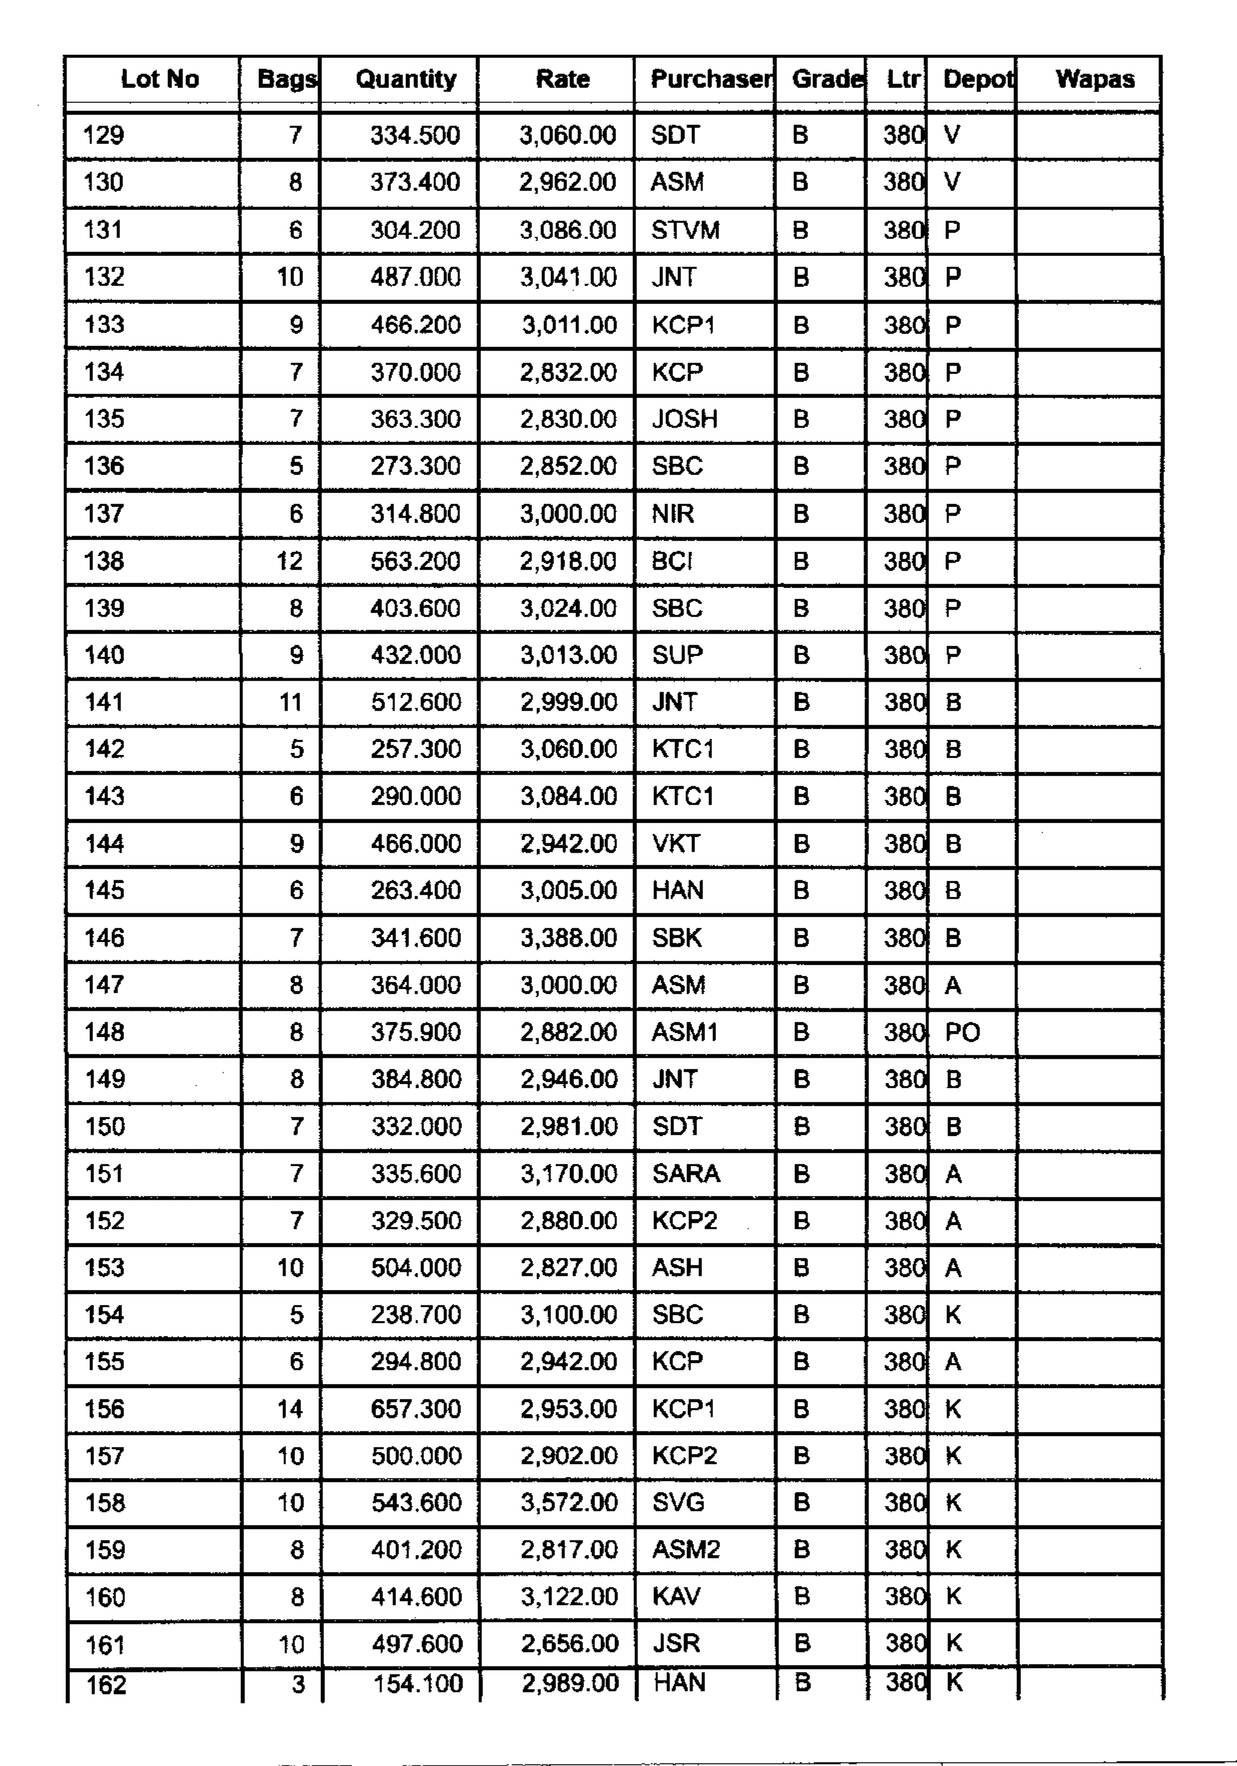 Lot No Bags Quantity Rate Purchaser Grade Ltr Depot Wapas
129 7 334.500 3,060.00 SDT B 380 V
130 8 373.400 2,962.00 ASM B 380 V
131 6 304.200 3,086.00 STVM B 380 P
132 10 487.000 3,041.00 JNT B 380 P
133 9 466.200 3,011.00 KCP1 B 380 P
134 7 370.000 2,832.00 KCP B 380 P
135 7 363.300 2,830.00 JOSH B 380 P
136 5 273.300 2,852.00 SBC B 380 P
137 6 314.800 3,000.00 NIR B 380 P
138 12 563.200 2,918.00 BCI B 380 P
139 8 403.600 3,024.00 SBC B 380 P
140 9 432.000 3,013.00 SUP B 380 P
141 11 512.600 2,999.00 JNT B 380 B
142 5 257.300 3,060.00 KTC1 B 380 B
143 6 290.000 3,084.00 KTC1 B 380 B
144 9 466.000 2,942.00 VKT B 380 B
145 6 263.400 3,005.00 HAN B 380 B
146 7 341.600 3,388.00 SBK B 380 B
147 8 364.000 3,000.00 ASM B 380 A
148 8 375.900 2,882.00 ASM1 B 380 PO
149 8 384.800 2,946.00 JNT B 380 B
150 7 332.000 2,981.00 SDT B 380 B
151 7 335.600 3,170.00 SARA B 380 A
152 7 329.500 2,880.00 KCP2 B 380 A
153 10 504.000 2,827.00 ASH B 380 A
154 5 238.700 3,100.00 SBC B 380 K
155 6 294.800 2,942.00 KCP B 380 A
156 14 657.300 2,953.00 KCP1 B 380 K
157 10 500.000 2,902.00 KCP2 B 380 K
158 10 543.600 3,572.00 SVG B 380 K
159 8 401.200 2,817.00 ASM2 B 380 K
160 8 414.600 3,122.00 KAV B 380 K
161 10 497.600 2,656.00 JSR B 380 K
162 3 154.100 2,989.00 HAN B 380 K